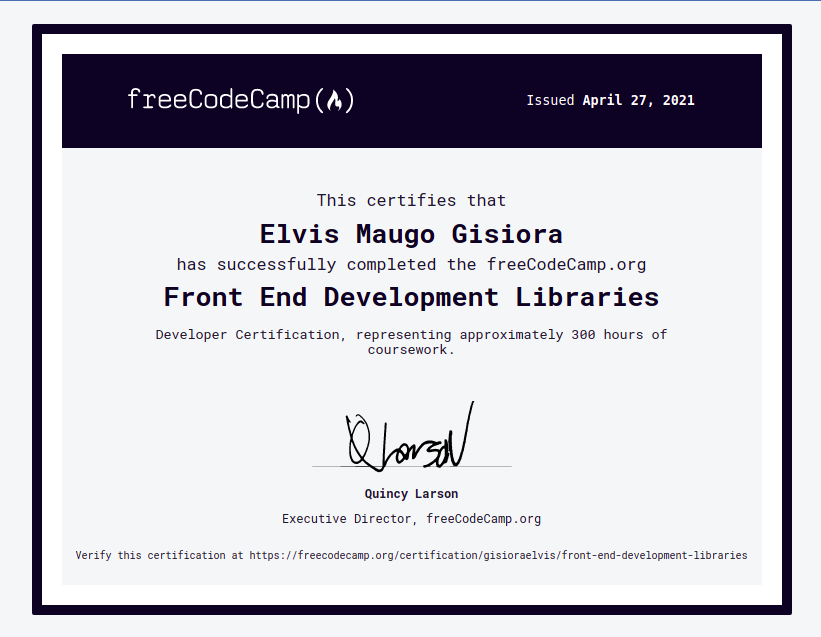 freeCodeCamp(🔥)
Issued April 27, 2021
This certifies that
Elvis Maugo Gisiora
has successfully completed the freeCodeCamp.org
Front End Development Libraries
Developer Certification, representing approximately 300 hours of
coursework.
Q Larson
Quincy Larson
Executive Director, freeCodeCamp.org
Verify this certification at https://freecodecamp.org/certification/gisioraelvis/front-end-development-libraries